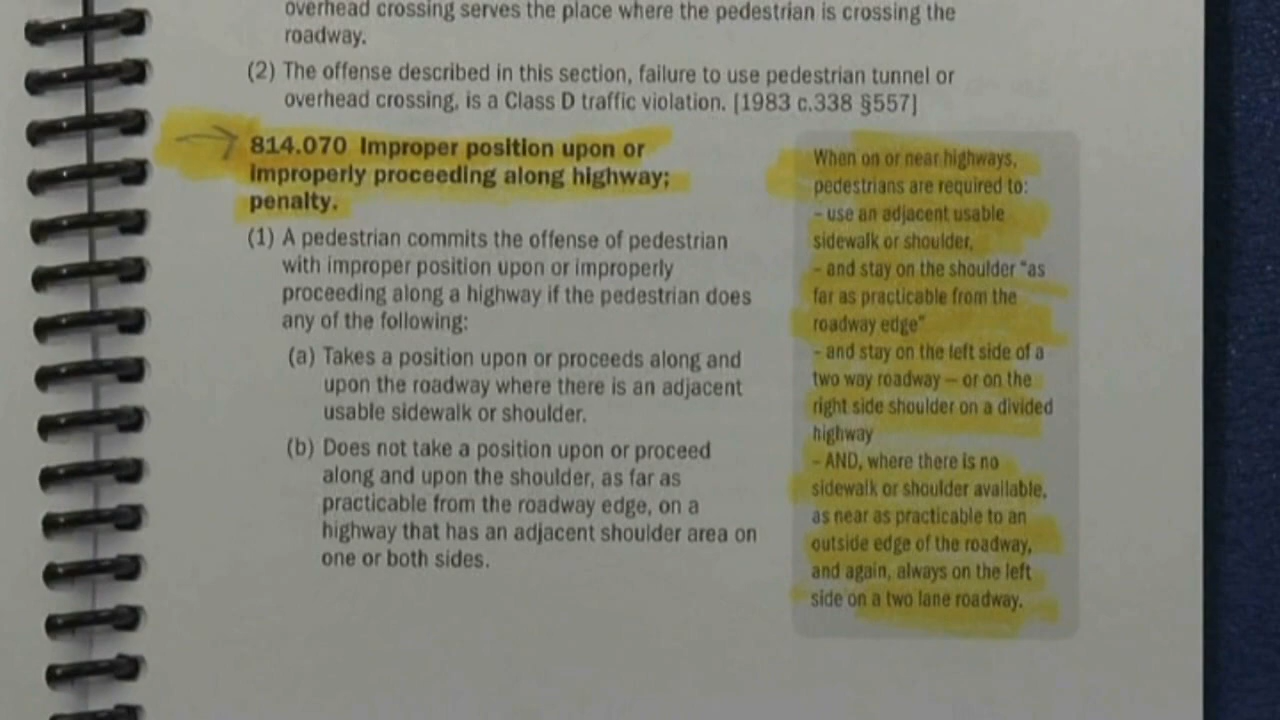 overhead crossing serves the place where the pedestrian is crossing the
roadway.
(2) The offense described in this section, failure to use pedestrian tunnel or
overhead crossing, is a Class D traffic violation. [1983 c.338 §557]
814.070 Improper position upon or
improperly proceeding along highway;
penalty.
(1) A pedestrian commits the offense of pedestrian
with improper position upon or improperly
proceeding along a highway if the pedestrian does
any of the following:
(a) Takes a position upon or proceeds along and
upon the roadway where there is an adjacent
usable sidewalk or shoulder.
(b) Does not take a position upon or proceed
along and upon the shoulder, as far as
practicable from the roadway edge, on a
highway that has an adjacent shoulder area on
one or both sides.
When on or near highways,
pedestrians are required to:
– use an adjacent usable
sidewalk or shoulder,
– and stay on the shoulder "as
far as practicable from the
roadway edge"
– and stay on the left side of a
two way roadway – or on the
right side shoulder on a divided
highway
– AND, where there is no
sidewalk or shoulder available,
as near as practicable to an
outside edge of the roadway,
and again, always on the left
side on a two lane roadway.